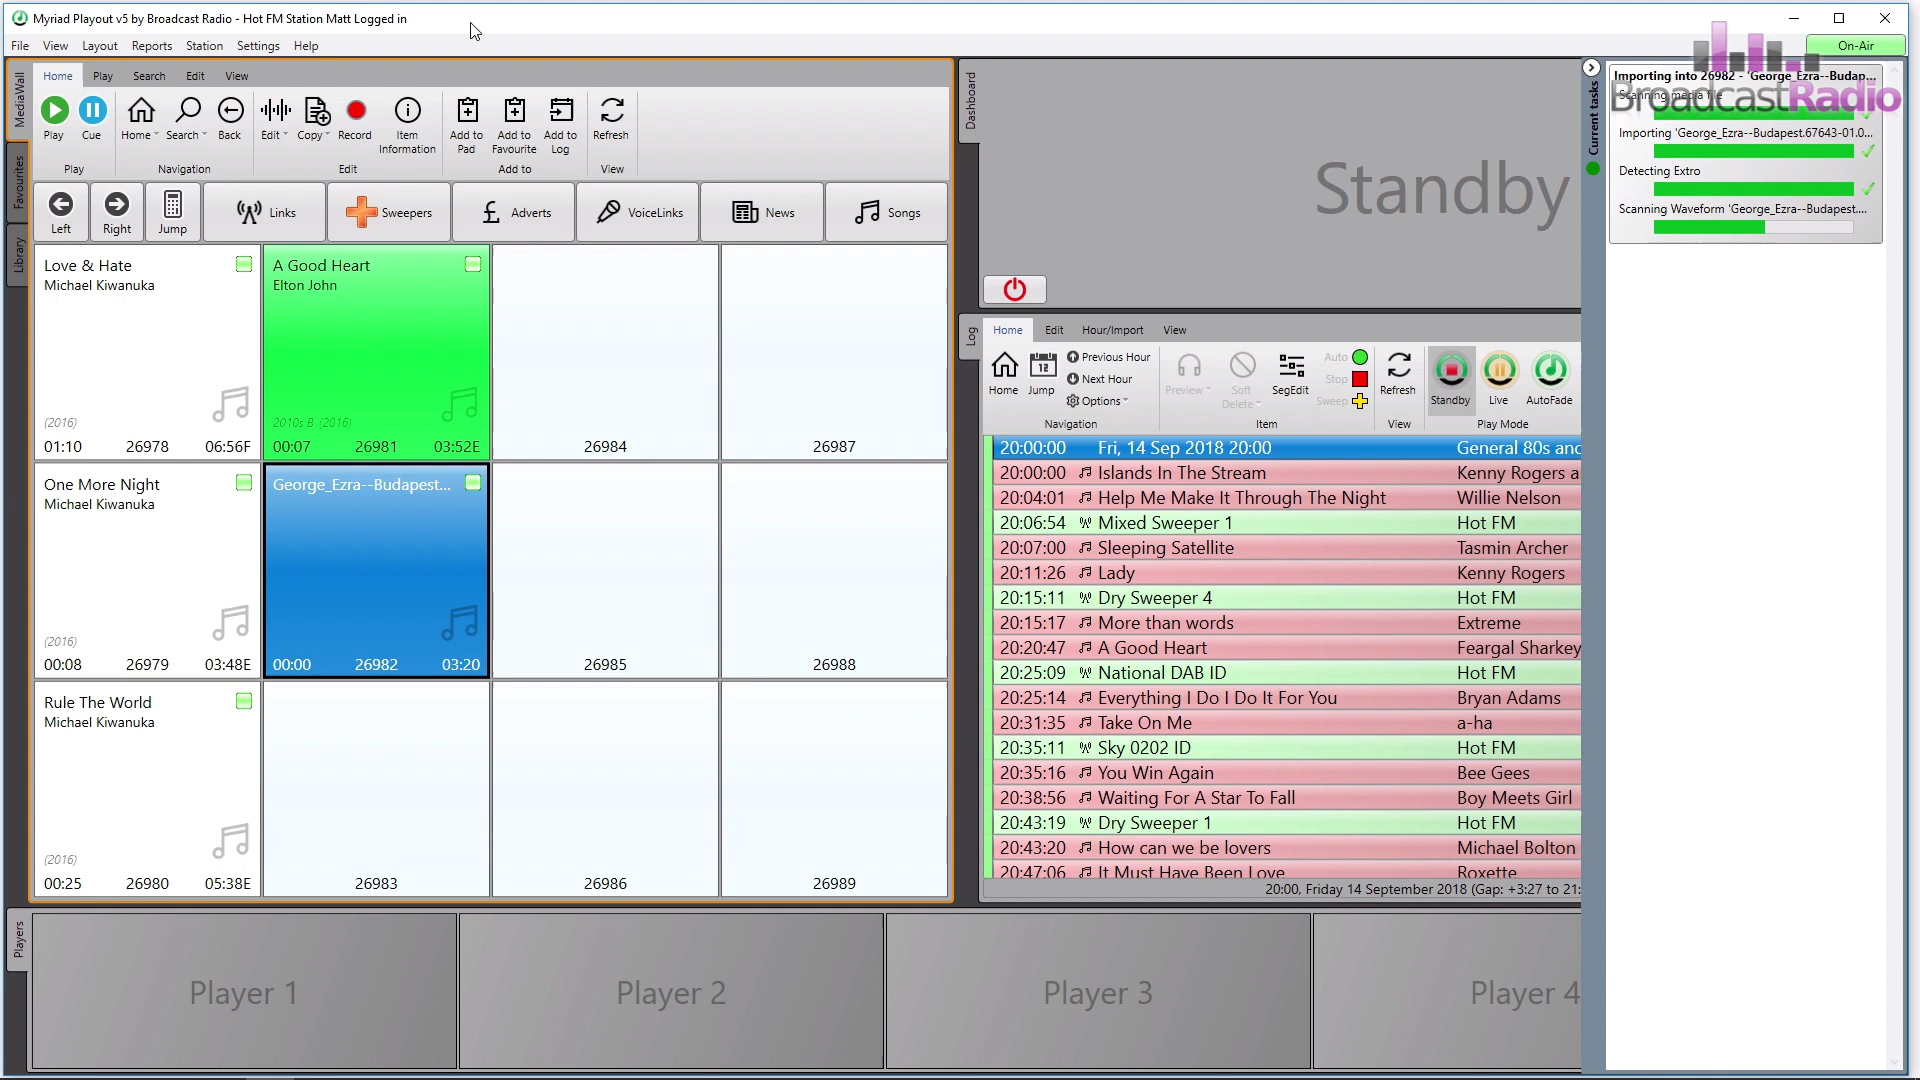 Myriad Playout v5 by Broadcast Radio - Hot FM Station Matt Logged in
File View Layout Reports Station Settings Help
On-Air
MediaWall
Favourites
Library
Home Play Search Edit View
Play Cue Home Search Back Edit Copy Record Item Information Add to Pad Add to Favourite Add to Log Refresh
Play Navigation Edit Add to View
Left Right Jump Links Sweepers Adverts VoiceLinks News Songs
Love & Hate
Michael Kiwanuka
(2016)
01:10 26978 06:56F
A Good Heart
Elton John
2010s B (2016)
00:07 26981 03:52E
26984
26987
One More Night
Michael Kiwanuka
(2016)
00:08 26979 03:48E
George_Ezra--Budapest...
00:00 26982 03:20
26985
26988
Rule The World
Michael Kiwanuka
(2016)
00:25 26980 05:38E
26983
26986
26989
Dashboard
Standby
Log
Home Edit Hour/Import View
Home Jump Previous Hour
Next Hour
Options
Preview Soft Delete SegEdit Auto
Stop
Sweep
Refresh Standby Live AutoFade
Navigation Item View Play Mode
20:00:00 Fri, 14 Sep 2018 20:00 General 80s and
20:00:00 Islands In The Stream Kenny Rogers a
20:04:01 Help Me Make It Through The Night Willie Nelson
20:06:54 Mixed Sweeper 1 Hot FM
20:07:00 Sleeping Satellite Tasmin Archer
20:11:26 Lady Kenny Rogers
20:15:11 Dry Sweeper 4 Hot FM
20:15:17 More than words Extreme
20:20:47 A Good Heart Feargal Sharkey
20:25:09 National DAB ID Hot FM
20:25:14 Everything I Do I Do It For You Bryan Adams
20:31:35 Take On Me a-ha
20:35:11 Sky 0202 ID Hot FM
20:35:16 You Win Again Bee Gees
20:38:56 Waiting For A Star To Fall Boy Meets Girl
20:43:19 Dry Sweeper 1 Hot FM
20:43:20 How can we be lovers Michael Bolton
20:47:06 It Must Have Been Love Roxette
20:00, Friday 14 September 2018 (Gap: +3:27 to 21:
Current tasks
Importing into 26982 - 'George_Ezra--Budap...
Scanning media file
BroadcastRadio
Importing 'George_Ezra--Budapest.67643-01.0...
Detecting Extro
Scanning Waveform 'George_Ezra--Budapest....
Players
Player 1
Player 2
Player 3
Player 4